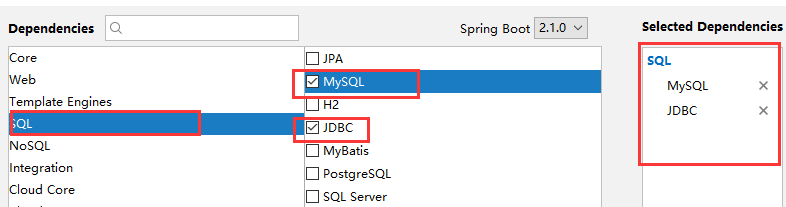 Dependencies
Spring Boot 2.1.0
Selected Dependencies
Core
Web
Template Engines
SQL
NoSQL
Integration
Cloud Core
JPA
MySQL
H2
JDBC
MyBatis
PostgreSQL
SQL Server
SQL
MySQL
JDBC